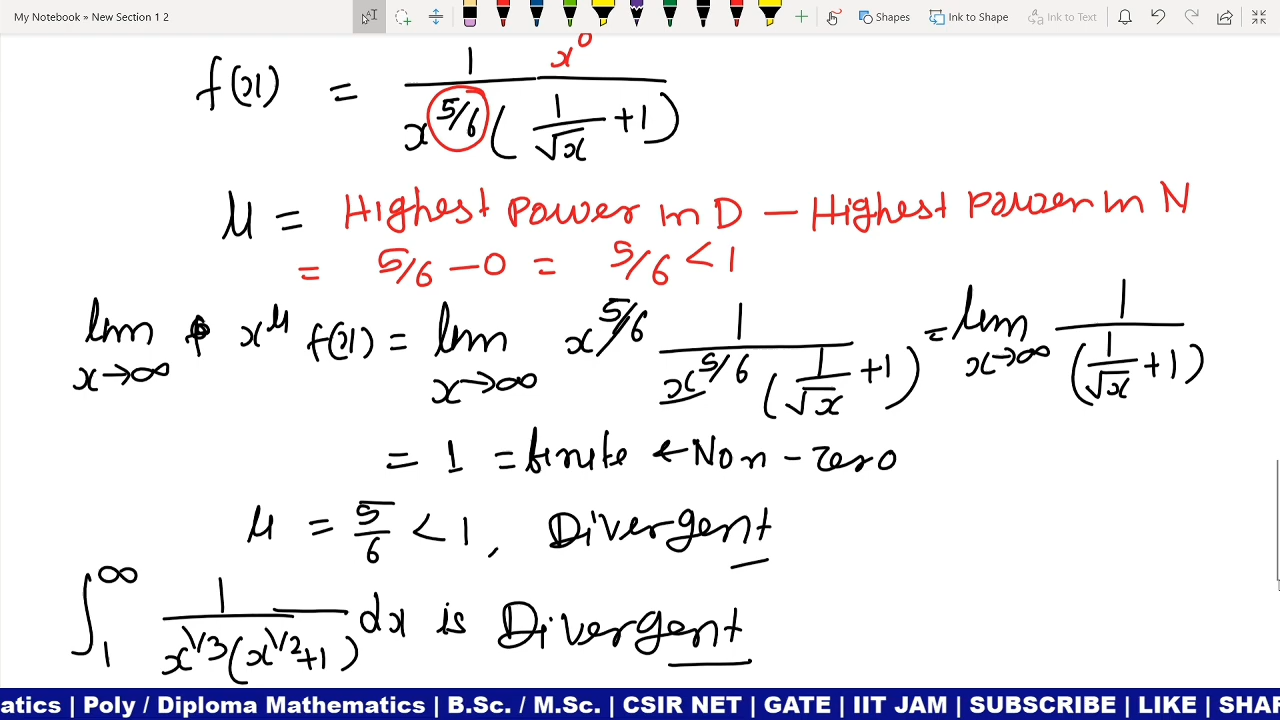 My Notebook » New Section 1 2
Shapes Ink to Shape Ink to Text
f(x) = 1 x⁰ / x^(5/6) (1/√x + 1)
μ = Highest Power in D – Highest power in N
= 5/6 – 0 = 5/6 < 1
lim x→∞ x^μ f(x) = lim x→∞ x^(5/6) 1 / x^(5/6) (1/√x + 1) = lim x→∞ 1 / (1/√x + 1)
= 1 = finite ← Non-zero
μ = 5/6 < 1, Divergent
∫₁^∞ 1 / x^(1/3) (x^(1/2) + 1) dx is Divergent
atics | Poly / Diploma Mathematics | B.Sc. / M.Sc. | CSIR NET | GATE | IIT JAM | SUBSCRIBE | LIKE | SHAR